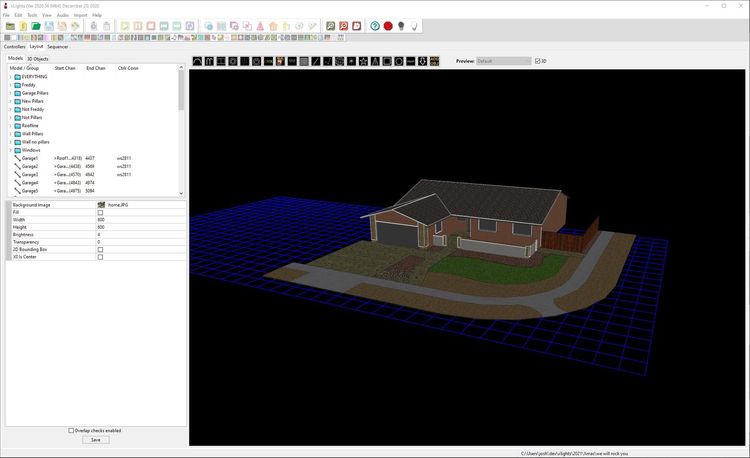 xLights (Ver 2020.56 64bit) December 20, 2020
File Edit Tools View Audio Import Help
Controllers Layout Sequencer
Models 3D Objects
Preview: Default 3D
Model / Group Start Chan End Chan Ctrlr Conn
EVERYTHING
Freddy
Garage Pillars
New Pillars
Not Freddy
Not Pillars
Roofline
Wall Pillars
Wall no pillars
Windows
Garage1 >Roof1...(4318) 4437 ws2811
Garage2 >Gara...(4438) 4569 ws2811
Garage3 >Gara...(4570) 4842 ws2811
Garage4 >Gara...(4843) 4974
Garage5 >Gara...(4975) 5094
Background Image home.JPG
Fill
Width 800
Height 600
Brightness 4
Transparency 0
2D Bounding Box
X0 Is Center
Overlap checks enabled
Save
C:\Users\josh\dev\xlights\2021\Xmas\we will rock you